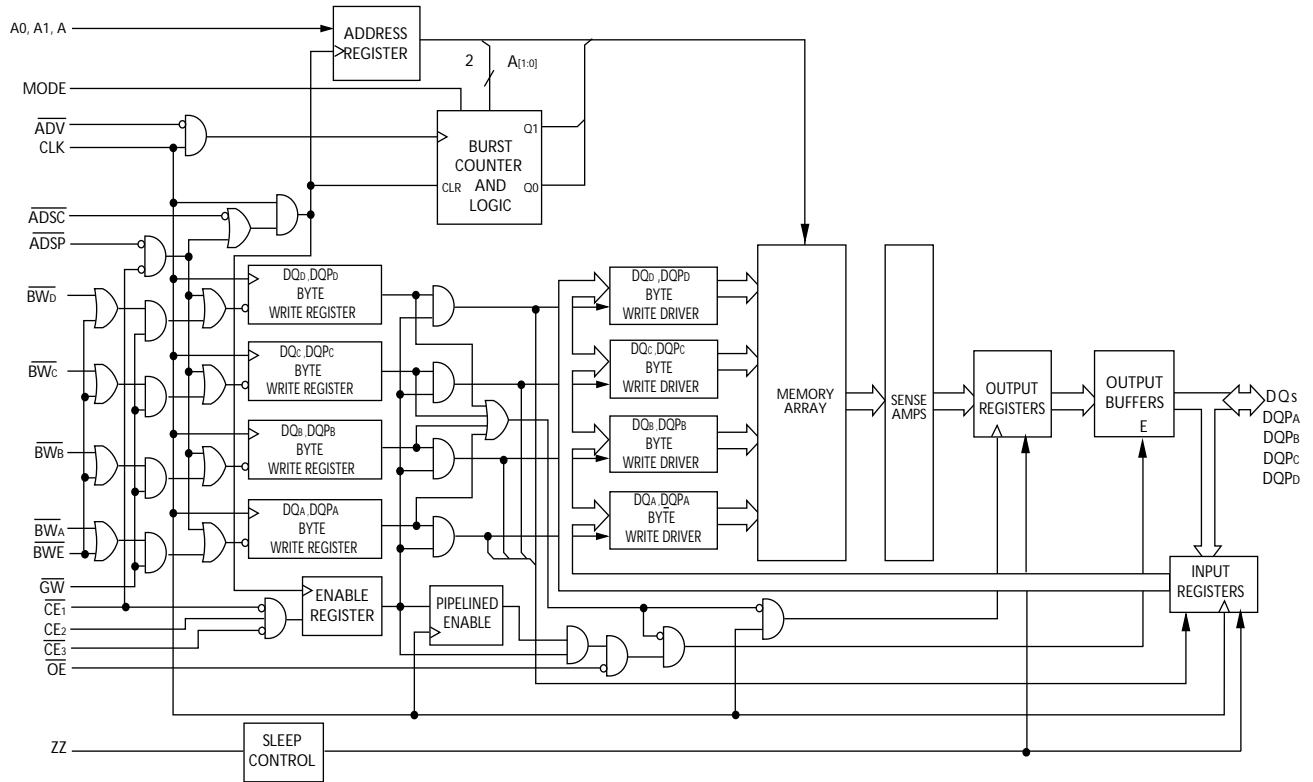 A0, A1, A
ADDRESS
REGISTER
2
A[1:0]
MODE
ADV
CLK
BURST
COUNTER
AND
LOGIC
Q1
CLR
Q0
ADSC
ADSP
BWD
DQD,DQPD
BYTE
WRITE REGISTER
DQD,DQPD
BYTE
WRITE DRIVER
BWC
DQC,DQPC
BYTE
WRITE REGISTER
DQC,DQPC
BYTE
WRITE DRIVER
MEMORY
ARRAY
SENSE
AMPS
OUTPUT
REGISTERS
OUTPUT
BUFFERS
E
DQs
DQPA
DQPB
DQPC
DQPD
BWB
DQB,DQPB
BYTE
WRITE REGISTER
DQB,DQPB
BYTE
WRITE DRIVER
BWA
BWE
DQA,DQPA
BYTE
WRITE REGISTER
DQA,DQPA
BYTE
WRITE DRIVER
GW
CE1
CE2
CE3
OE
ENABLE
REGISTER
PIPELINED
ENABLE
INPUT
REGISTERS
ZZ
SLEEP
CONTROL